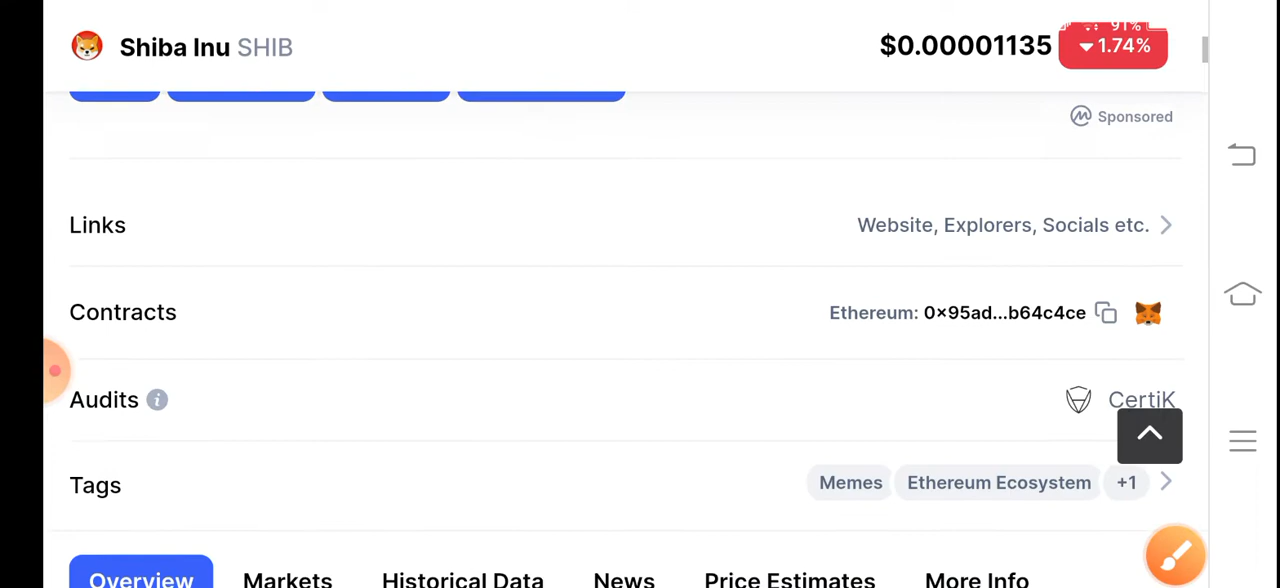 91%
Shiba Inu SHIB
$0.00001135
1.74%
Sponsored
Links
Website, Explorers, Socials etc.
Contracts
Ethereum: 0x95ad...b64c4ce
Audits
CertiK
Tags
Memes
Ethereum Ecosystem
+1
Overview
Markets
Historical Data
News
Price Estimates
More Info